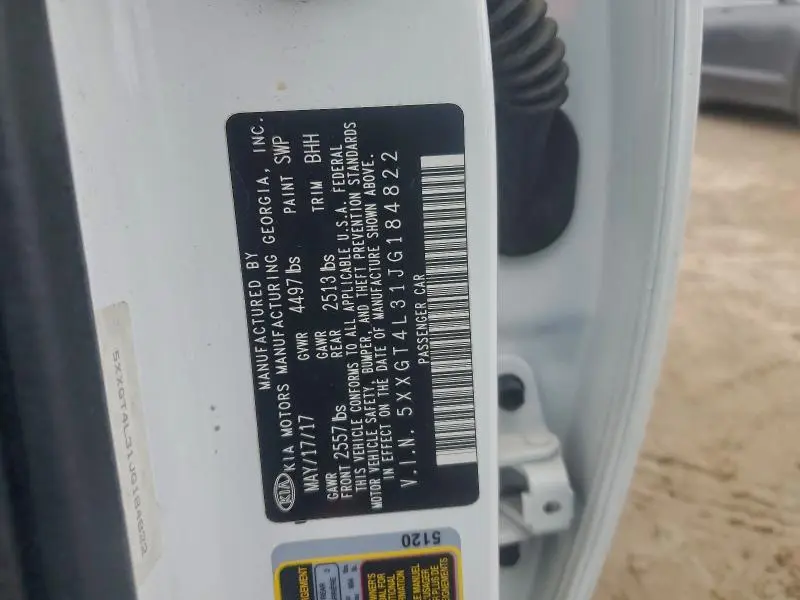 MANUFACTURED BY
KIA KIA MOTORS MANUFACTURING GEORGIA, INC.
MAY/17/17 GVWR 4497 lbs PAINT SWP
GAWR FRONT 2557 lbs GAWR REAR 2513 lbs TRIM BHH
THIS VEHICLE CONFORMS TO ALL APPLICABLE U.S.A. FEDERAL
MOTOR VEHICLE SAFETY, BUMPER, AND THEFT PREVENTION STANDARDS
IN EFFECT ON THE DATE OF MANUFACTURE SHOWN ABOVE.
V.I.N. 5XXGT4L31JG184822
PASSENGER CAR
5XXGT4L31JG184822
5120